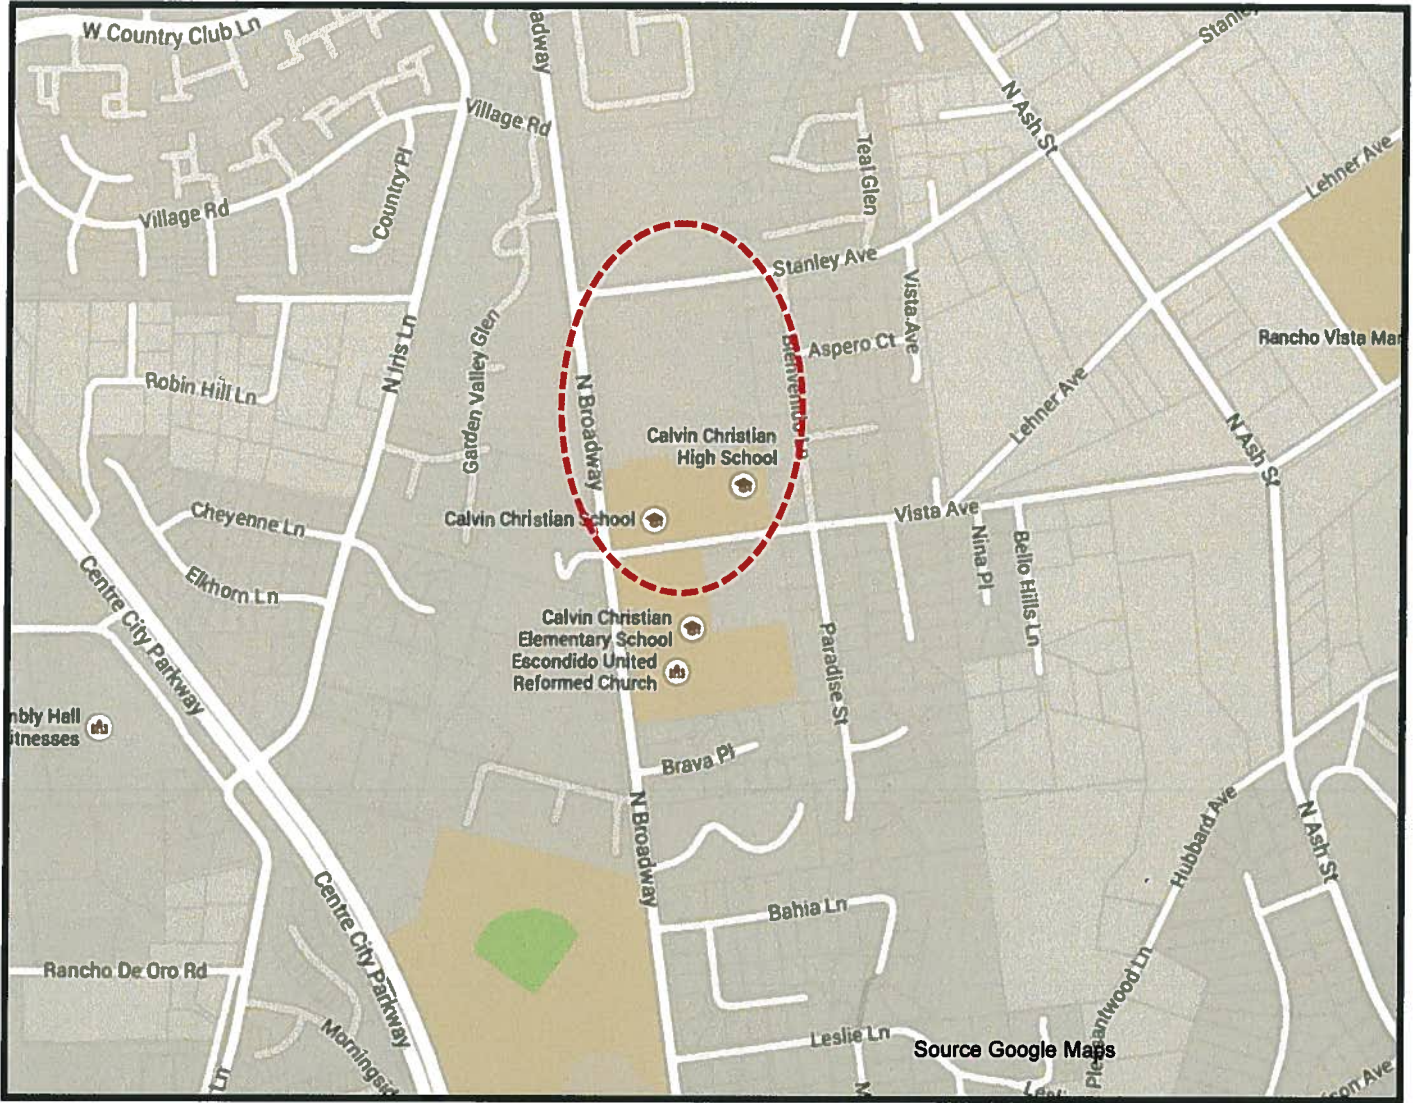 W Country Club Ln
adway
Stanley
N Ash St
Village Rd
Teal Glen
Lehner Ave
Country Pl
Village Rd
Stanley Ave
Vista Ave
Rancho Vista Mar
Aspero Ct
N Iris Ln
Garden Valley Glen
Robin Hill Ln
N Broadway
Bienvenido Ln
Lehner Ave
N Ash St
Calvin Christian
High School
Calvin Christian School
Vista Ave
Cheyenne Ln
Nina Pl
Bello Hills Ln
Elkhorn Ln
Centre City Parkway
Calvin Christian
Elementary School
Escondido United
Reformed Church
Paradise St
nbly Hall
itnesses
Brava Pl
N Broadway
Hubbard Ave
N Ash St
Centre City Parkway
Bahia Ln
Rancho De Oro Rd
Pleasantwood Ln
Morningsid
Leslie Ln
Source Google Maps
Ln
M
Lesli
son Ave